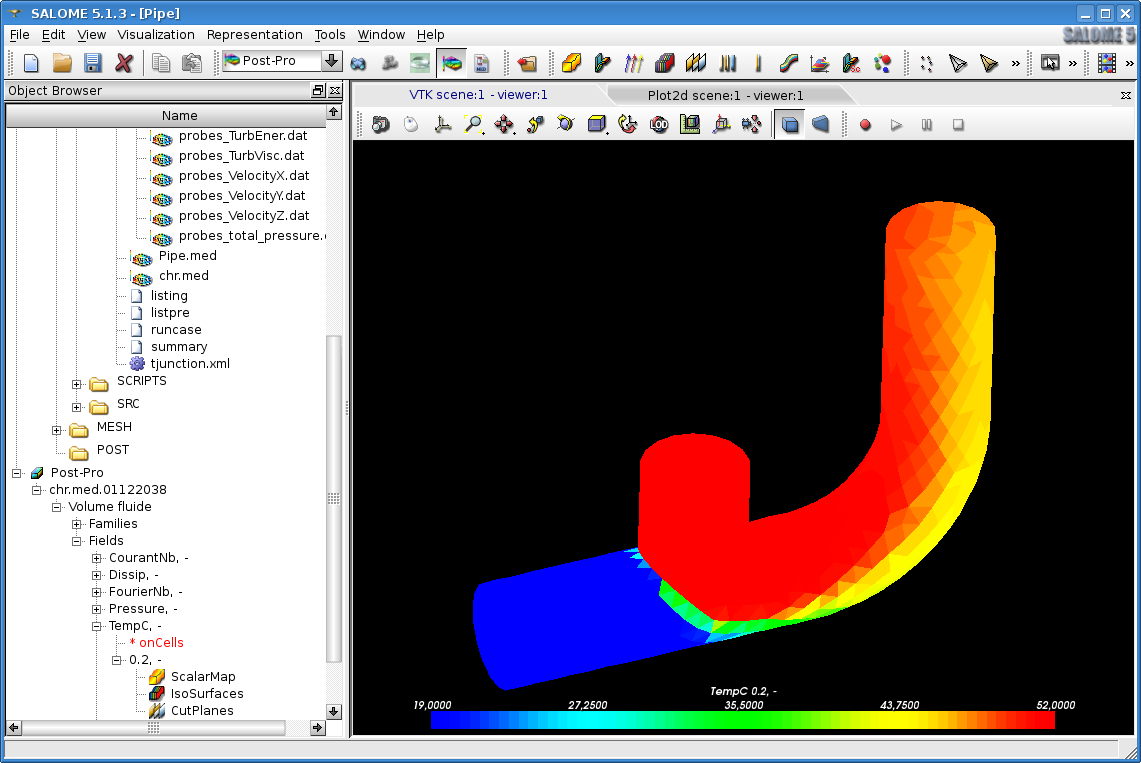 SALOME 5.1.3 - [Pipe]
File Edit View Visualization Representation Tools Window Help
SALOME 5
Post-Pro
Object Browser
VTK scene:1 - viewer:1
Plot2d scene:1 - viewer:1
Name
probes_TurbEner.dat
probes_TurbVisc.dat
probes_VelocityX.dat
probes_VelocityY.dat
probes_VelocityZ.dat
probes_total_pressure.
Pipe.med
chr.med
listing
listpre
runcase
summary
tjunction.xml
SCRIPTS
SRC
MESH
POST
Post-Pro
chr.med.01122038
Volume fluide
Families
Fields
CourantNb, -
Dissip, -
FourierNb, -
Pressure, -
TempC, -
* onCells
0.2, -
ScalarMap
IsoSurfaces
CutPlanes
TempC 0.2, -
19,0000 27,2500 35,5000 43,7500 52,0000